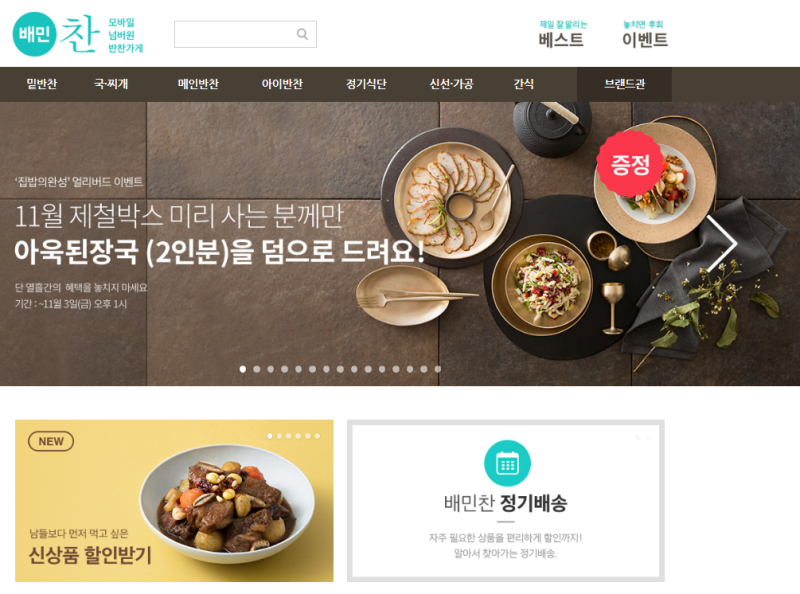 배민
찬
모바일
넘버원
반찬가게
제일 잘 팔리는
베스트
놓치면 후회
이벤트
밑반찬 국·찌개 메인반찬 아이반찬 정기식단 신선·가공 간식 브랜드관
'집밥의완성' 얼리버드 이벤트
11월 제철박스 미리 사는 분께만
아욱된장국 (2인분)을 덤으로 드려요!
단 열흘간의 혜택을 놓치지 마세요
기간 : ~11월 3일(금) 오후 1시
증정
NEW
남들보다 먼저 먹고 싶은
신상품 할인받기
배민찬 정기배송
자주 필요한 상품을 편리하게 할인까지!
알아서 찾아가는 정기배송.